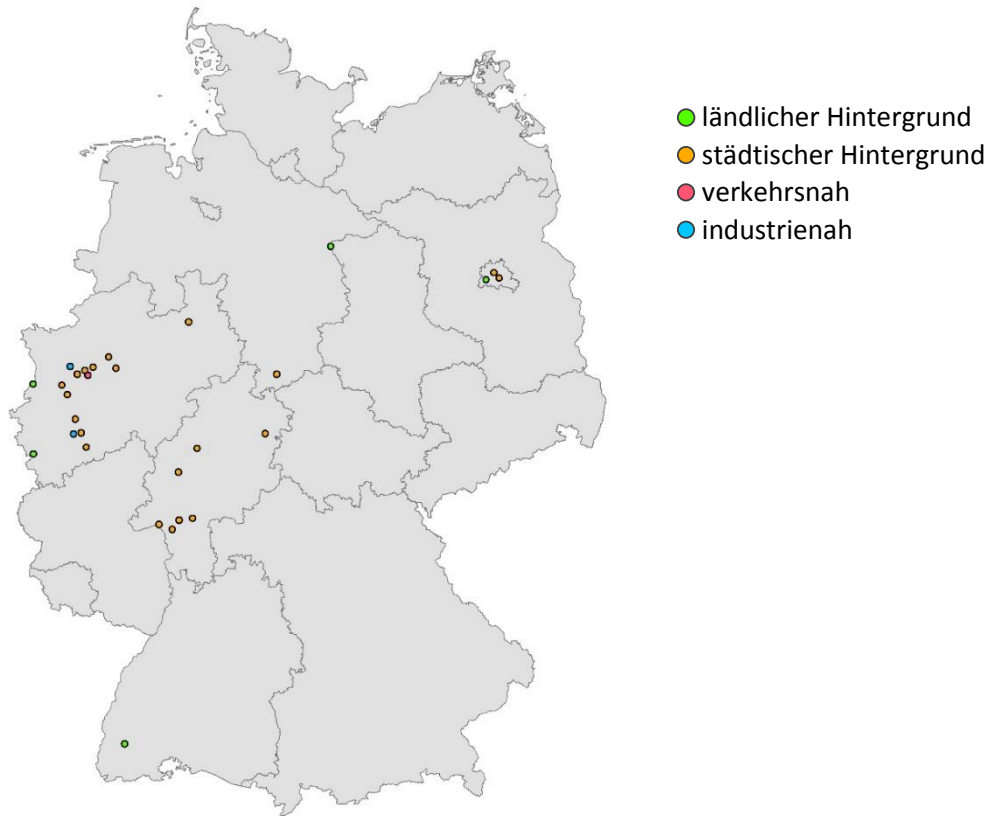 ländlicher Hintergrund
städtischer Hintergrund
verkehrsnah
industrienah